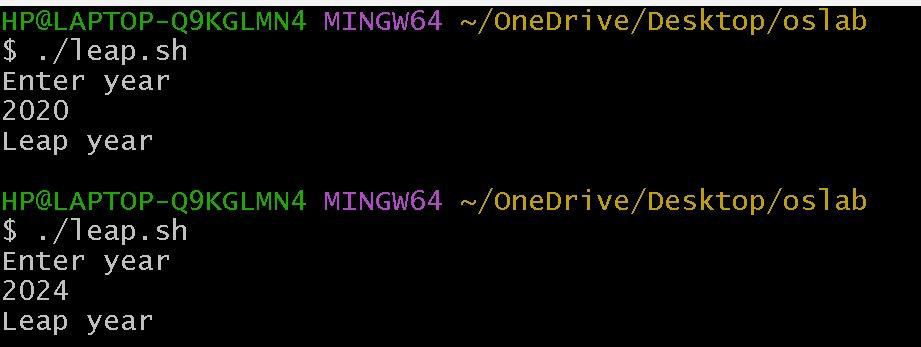 HP@LAPTOP-Q9KGLMN4 MINGW64 ~/OneDrive/Desktop/oslab
$ ./leap.sh
Enter year
2020
Leap year
HP@LAPTOP-Q9KGLMN4 MINGW64 ~/OneDrive/Desktop/oslab
$ ./leap.sh
Enter year
2024
Leap year